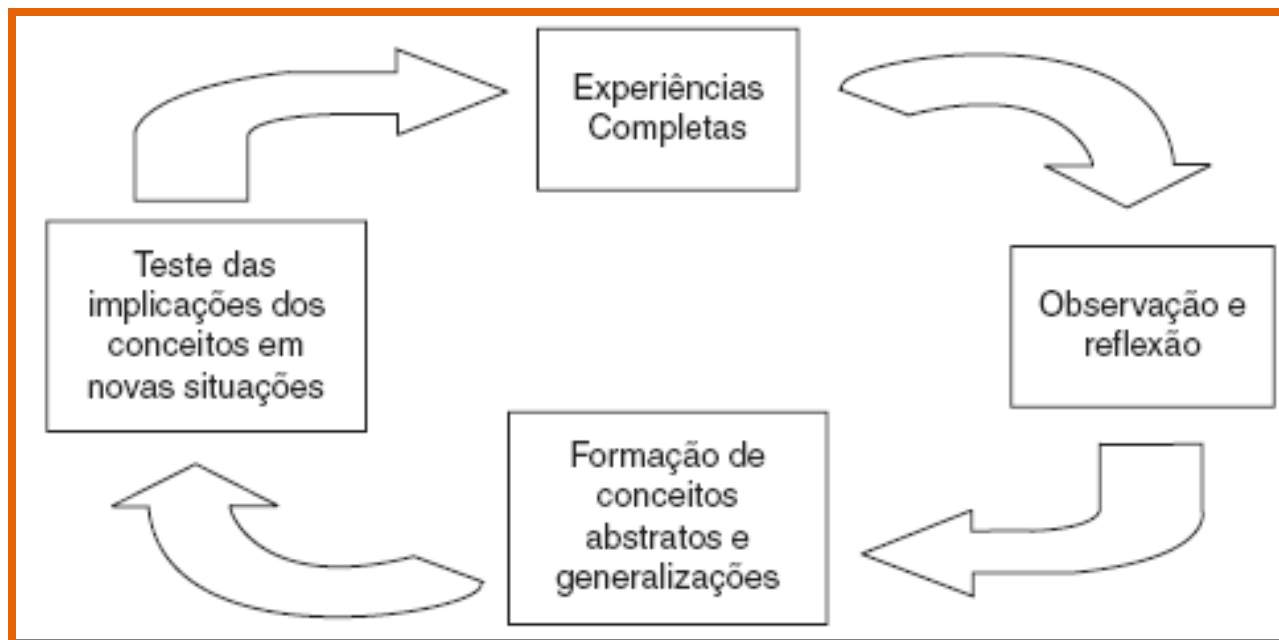 Experiências
Completas
Observação e
reflexão
Formação de
conceitos
abstratos e
generalizações
Teste das
implicações dos
conceitos em
novas situações